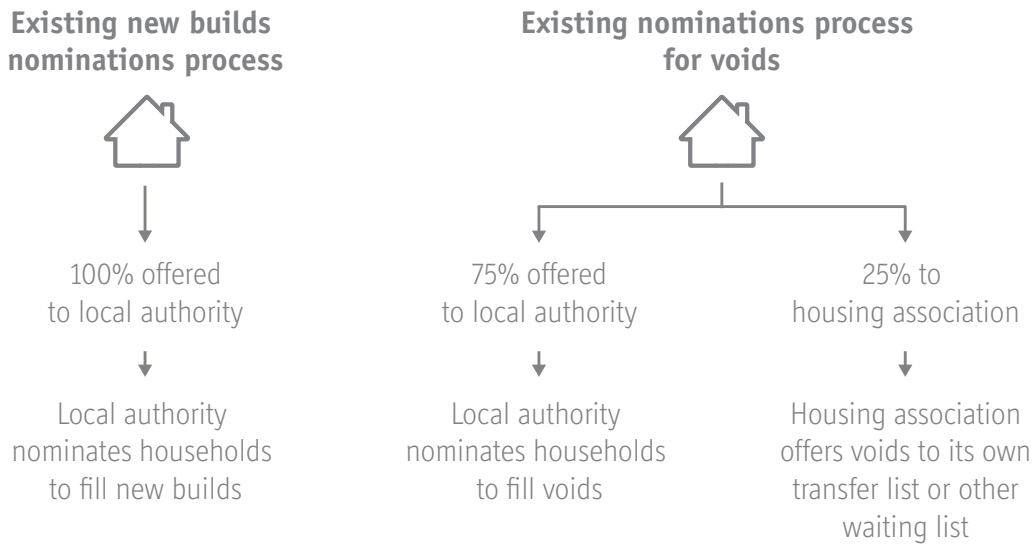 Existing new builds
nominations process
100% offered
to local authority
Local authority
nominates households
to fill new builds
Existing nominations process
for voids
75% offered
to local authority
Local authority
nominates households
to fill voids
25% to
housing association
Housing association
offers voids to its own
transfer list or other
waiting list